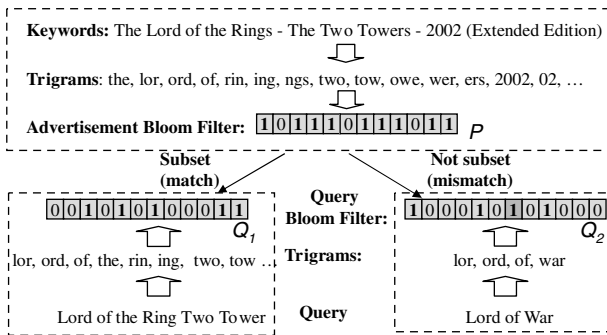 Keywords: The Lord of the Rings - The Two Towers - 2002 (Extended Edition)
Trigrams: the, lor, ord, of, rin, ing, ngs, two, tow, owe, wer, ers, 2002, 02, …
Advertisement Bloom Filter: 1 0 1 1 1 0 1 1 1 0 1 1 P
Subset
(match)
Not subset
(mismatch)
Query
Bloom Filter:
0 0 1 0 1 0 1 0 0 0 1 1
Q1
1 0 0 0 1 0 1 0 1 0 0 0
Q2
lor, ord, of, the, rin, ing, two, tow …
Trigrams:
lor, ord, of, war
Lord of the Ring Two Tower
Query
Lord of War